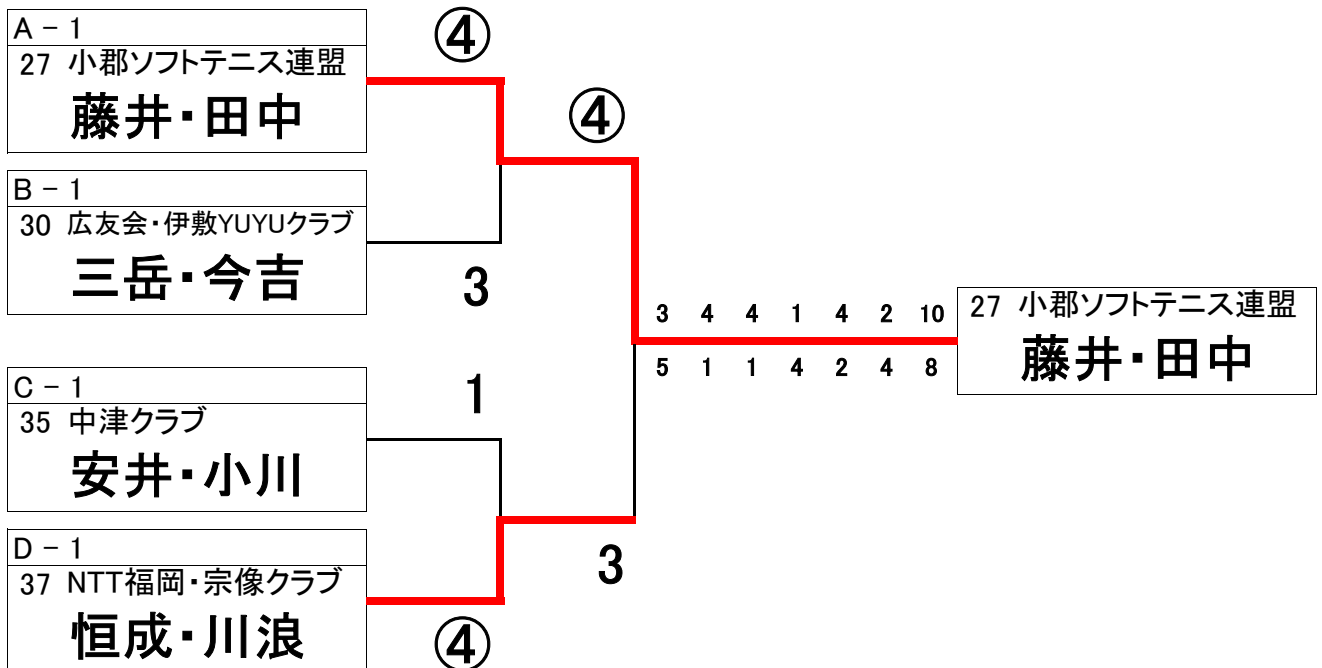 A － 1
27 小郡ソフトテニス連盟
藤井・田中
④
④
B － 1
30 広友会・伊敷YUYUクラブ
三岳・今吉
3
3 4 4 1 4 2 10
5 1 1 4 2 4 8
27 小郡ソフトテニス連盟
藤井・田中
C － 1
35 中津クラブ
安井・小川
1
D － 1
37 NTT福岡・宗像クラブ
恒成・川浪
3
④